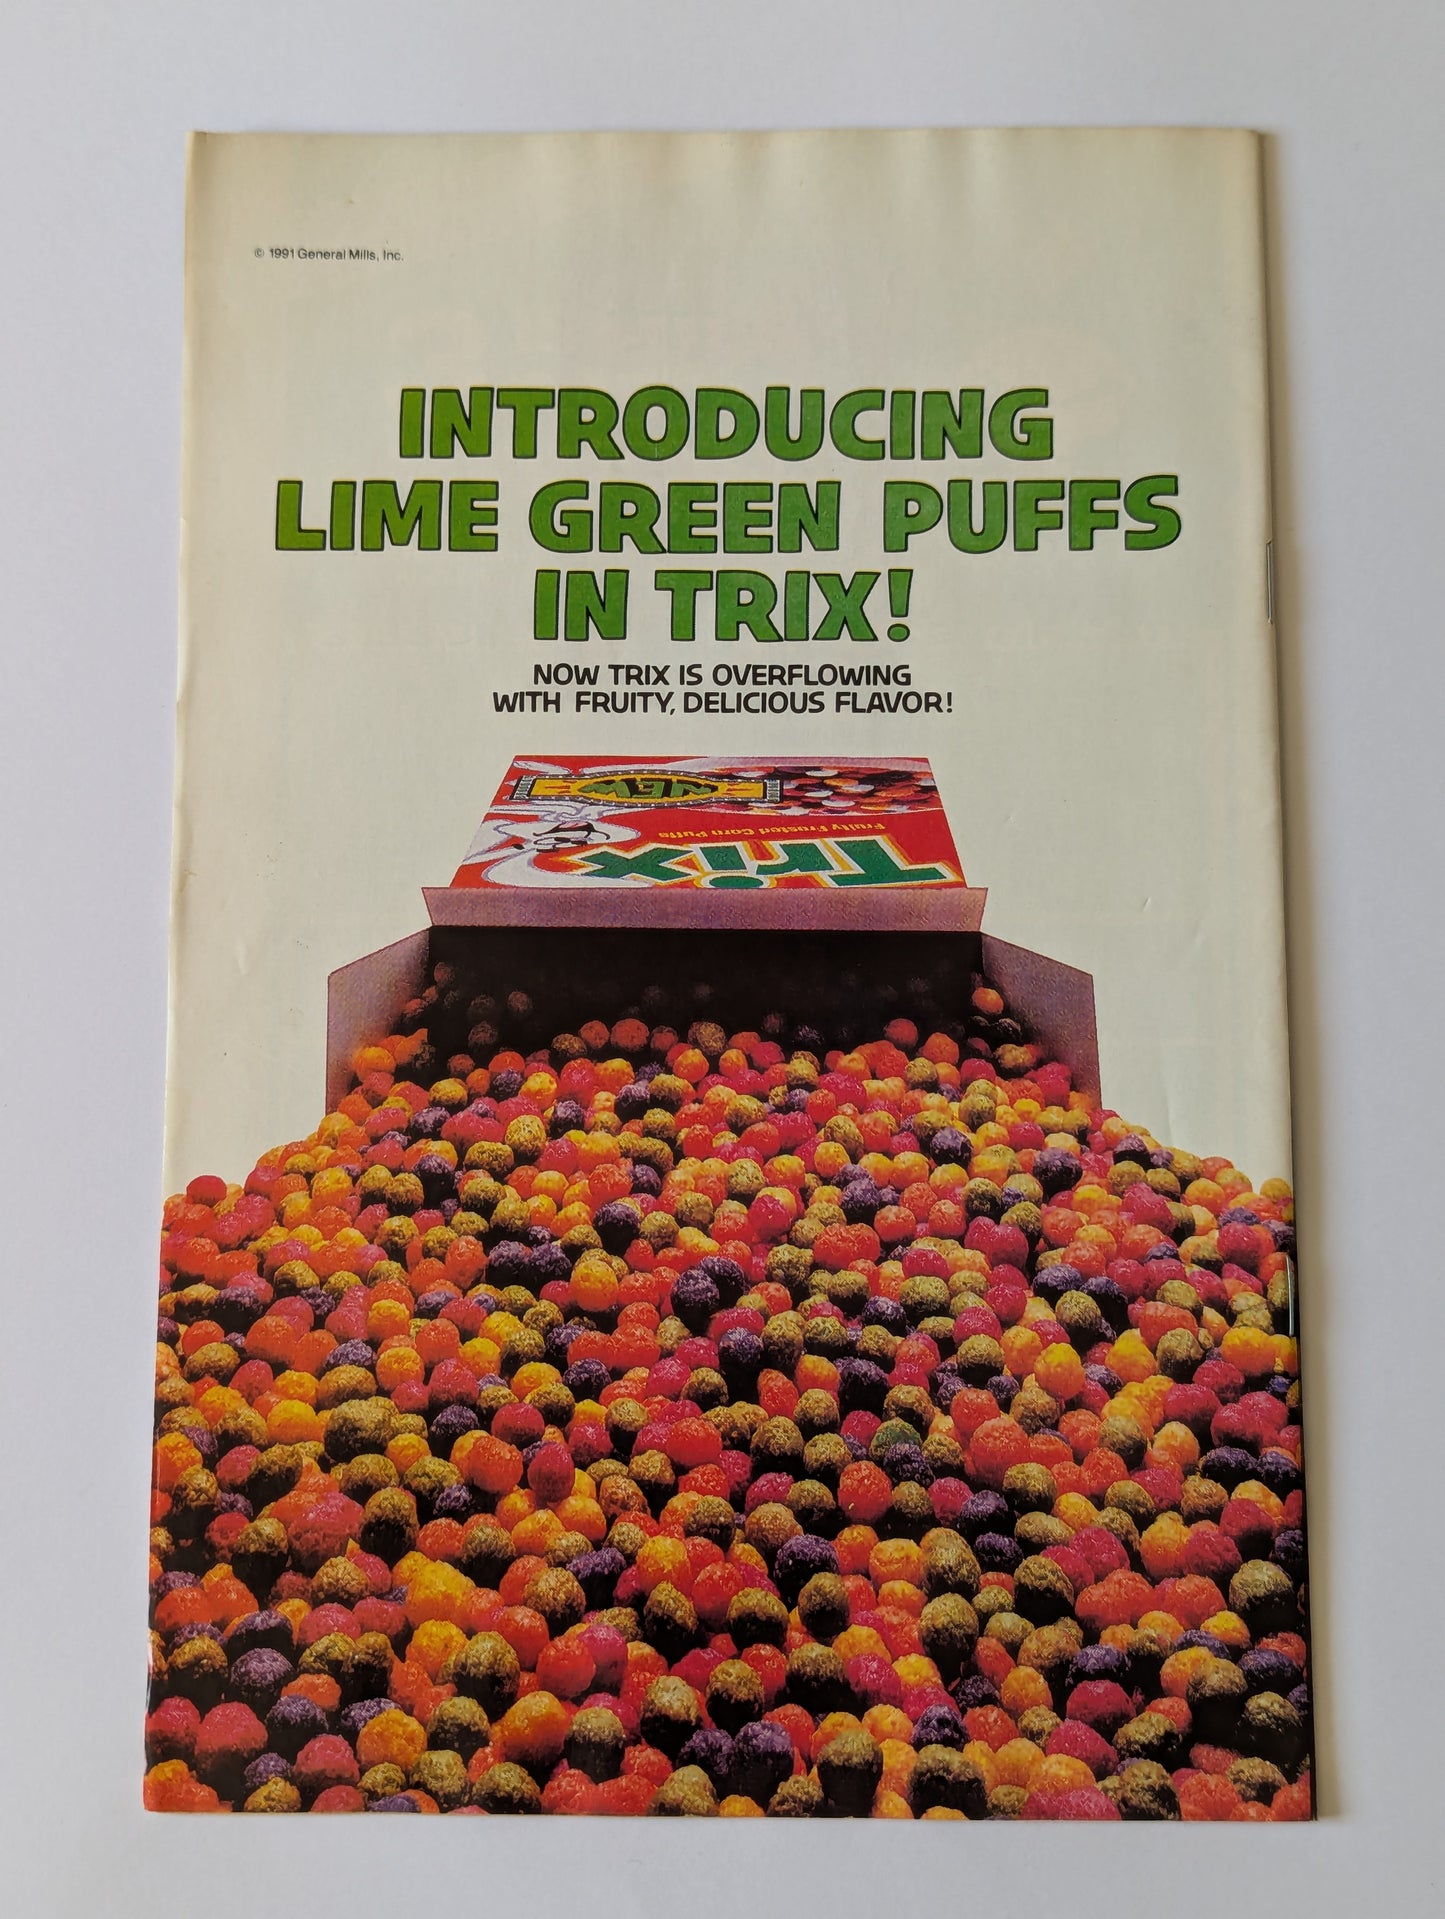 © 1991 General Mills, Inc.
INTRODUCING
LIME GREEN PUFFS
IN TRIX!
NOW TRIX IS OVERFLOWING
WITH FRUITY, DELICIOUS FLAVOR!
NEW
Fruity Frosted Corn Puffs
Trix